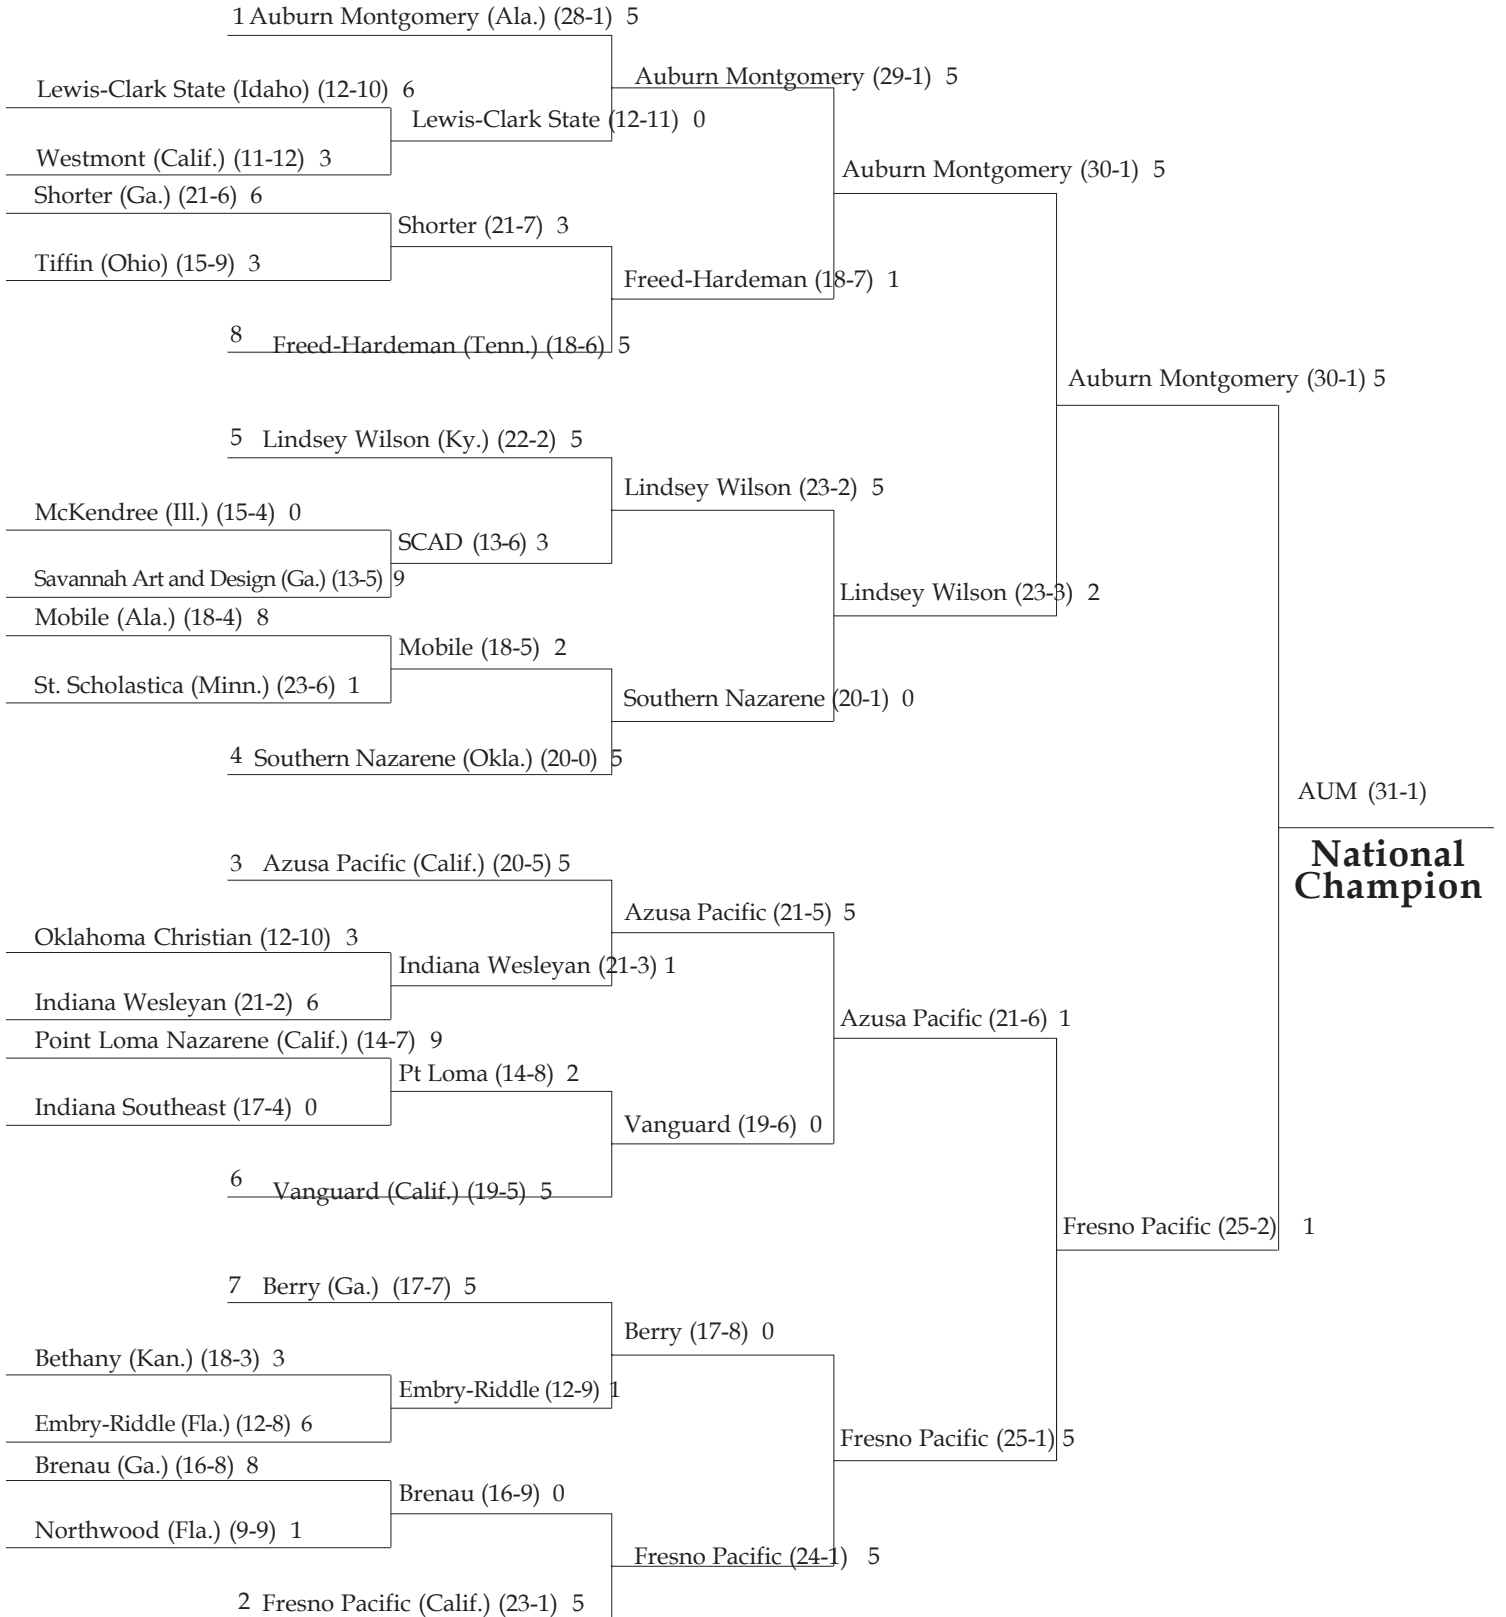 1 Auburn Montgomery (Ala.) (28-1) 5
Auburn Montgomery (29-1) 5
Lewis-Clark State (Idaho) (12-10) 6
Lewis-Clark State (12-11) 0
Westmont (Calif.) (11-12) 3
Auburn Montgomery (30-1) 5
Shorter (Ga.) (21-6) 6
Shorter (21-7) 3
Tiffin (Ohio) (15-9) 3
Freed-Hardeman (18-7) 1
8 Freed-Hardeman (Tenn.) (18-6) 5
Auburn Montgomery (30-1) 5
5 Lindsey Wilson (Ky.) (22-2) 5
Lindsey Wilson (23-2) 5
McKendree (Ill.) (15-4) 0
SCAD (13-6) 3
Savannah Art and Design (Ga.) (13-5) 9
Lindsey Wilson (23-3) 2
Mobile (Ala.) (18-4) 8
Mobile (18-5) 2
St. Scholastica (Minn.) (23-6) 1
Southern Nazarene (20-1) 0
4 Southern Nazarene (Okla.) (20-0) 5
AUM (31-1)
National
Champion
3 Azusa Pacific (Calif.) (20-5) 5
Azusa Pacific (21-5) 5
Oklahoma Christian (12-10) 3
Indiana Wesleyan (21-3) 1
Indiana Wesleyan (21-2) 6
Azusa Pacific (21-6) 1
Point Loma Nazarene (Calif.) (14-7) 9
Pt Loma (14-8) 2
Indiana Southeast (17-4) 0
Vanguard (19-6) 0
6 Vanguard (Calif.) (19-5) 5
Fresno Pacific (25-2) 1
7 Berry (Ga.) (17-7) 5
Berry (17-8) 0
Bethany (Kan.) (18-3) 3
Embry-Riddle (12-9) 1
Embry-Riddle (Fla.) (12-8) 6
Fresno Pacific (25-1) 5
Brenau (Ga.) (16-8) 8
Brenau (16-9) 0
Northwood (Fla.) (9-9) 1
Fresno Pacific (24-1) 5
2 Fresno Pacific (Calif.) (23-1) 5